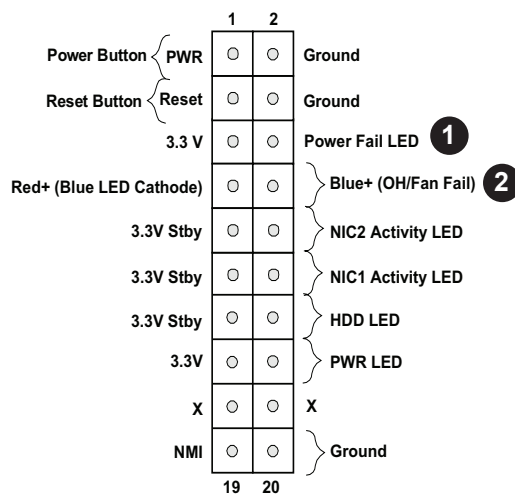 1 2
Power Button PWR Ground
Reset Button Reset Ground
3.3 V Power Fail LED 1
Red+ (Blue LED Cathode) Blue+ (OH/Fan Fail) 2
3.3V Stby NIC2 Activity LED
3.3V Stby NIC1 Activity LED
3.3V Stby HDD LED
3.3V PWR LED
X X
NMI Ground
19 20